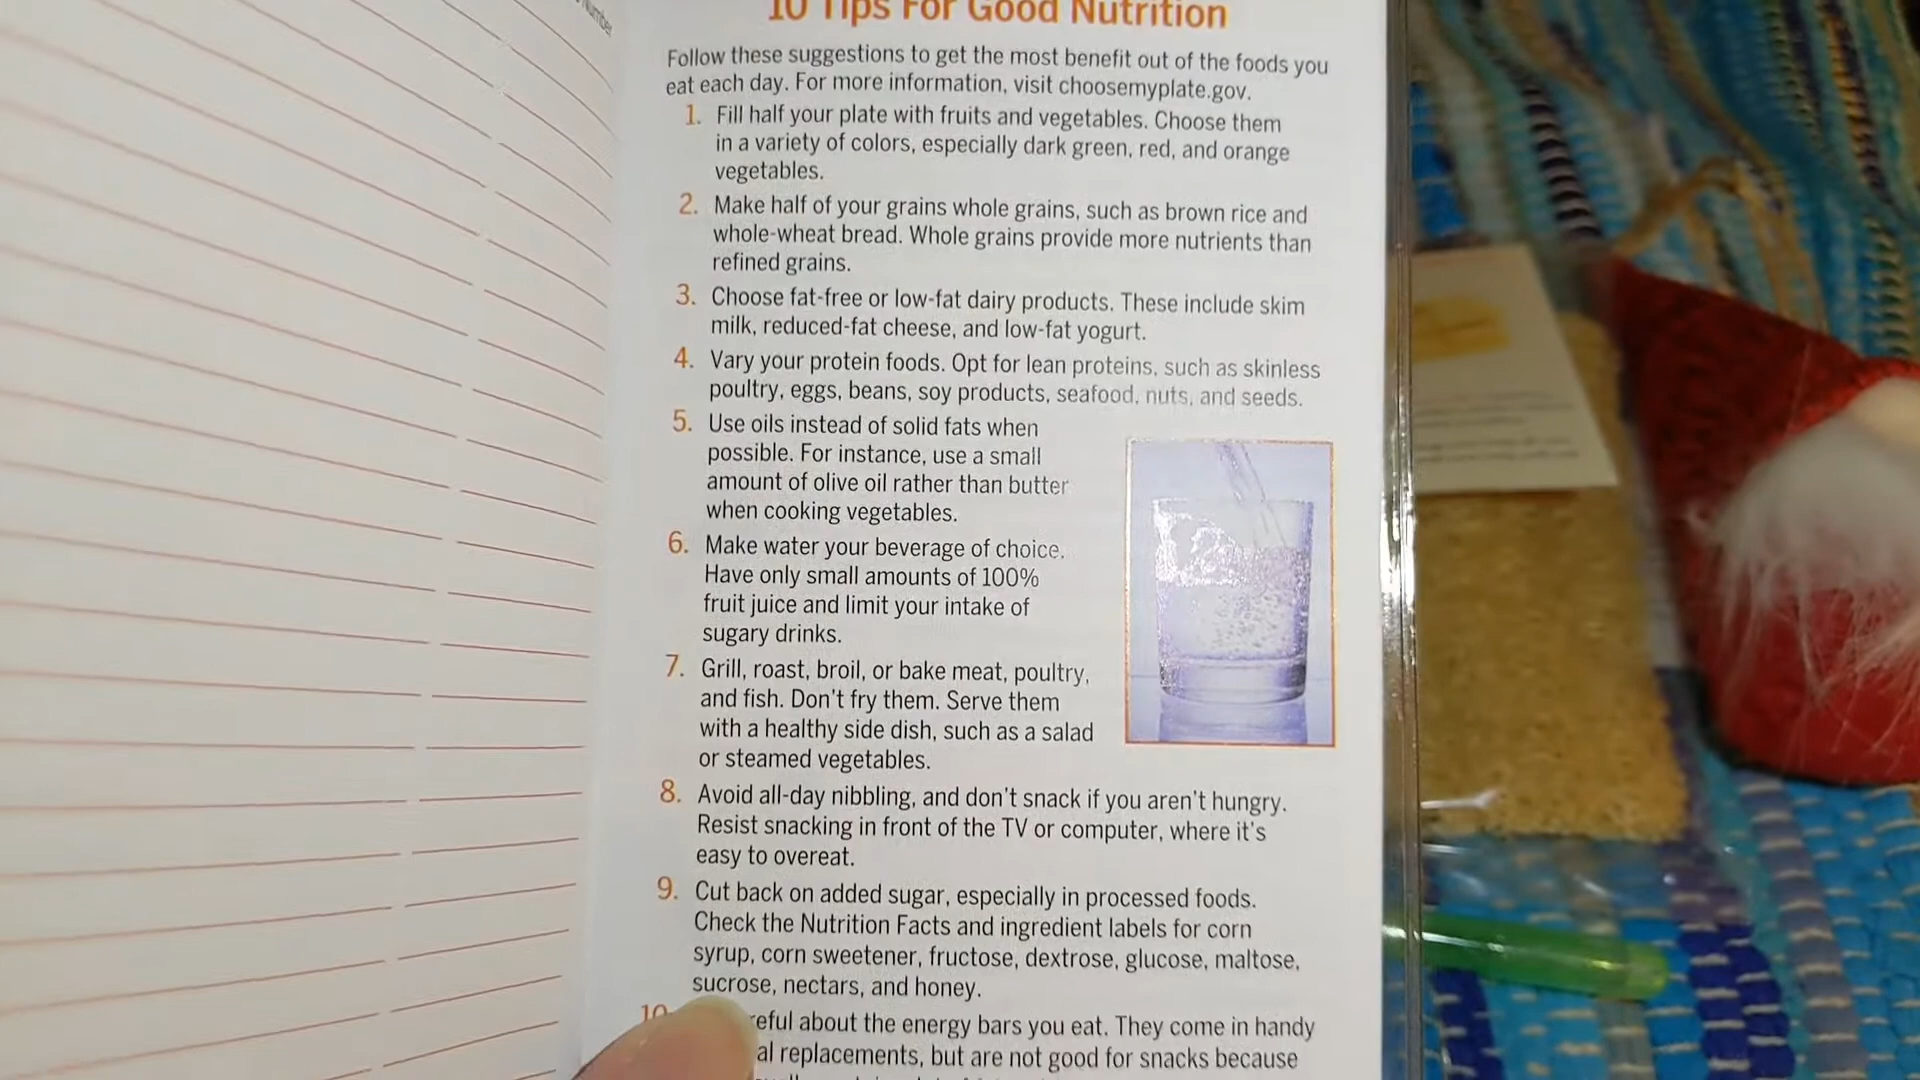 Number
10 Tips For Good Nutrition
Follow these suggestions to get the most benefit out of the foods you
eat each day. For more information, visit choosemyplate.gov.
1. Fill half your plate with fruits and vegetables. Choose them
in a variety of colors, especially dark green, red, and orange
vegetables.
2. Make half of your grains whole grains, such as brown rice and
whole-wheat bread. Whole grains provide more nutrients than
refined grains.
3. Choose fat-free or low-fat dairy products. These include skim
milk, reduced-fat cheese, and low-fat yogurt.
4. Vary your protein foods. Opt for lean proteins, such as skinless
poultry, eggs, beans, soy products, seafood, nuts, and seeds.
5. Use oils instead of solid fats when
possible. For instance, use a small
amount of olive oil rather than butter
when cooking vegetables.
6. Make water your beverage of choice.
Have only small amounts of 100%
fruit juice and limit your intake of
sugary drinks.
7. Grill, roast, broil, or bake meat, poultry,
and fish. Don't fry them. Serve them
with a healthy side dish, such as a salad
or steamed vegetables.
8. Avoid all-day nibbling, and don't snack if you aren't hungry.
Resist snacking in front of the TV or computer, where it's
easy to overeat.
9. Cut back on added sugar, especially in processed foods.
Check the Nutrition Facts and ingredient labels for corn
syrup, corn sweetener, fructose, dextrose, glucose, maltose,
sucrose, nectars, and honey.
10 about the energy bars you eat. They come in handy
replacements, but are not good for snacks because